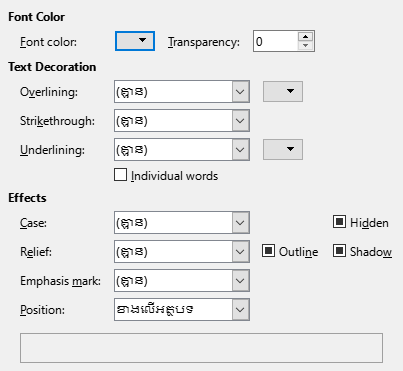 Font Color
Font color: Transparency: 0
Text Decoration
Overlining: (គ្មាន)
Strikethrough: (គ្មាន)
Underlining: (គ្មាន)
Individual words
Effects
Case: (គ្មាន) Hidden
Relief: (គ្មាន) Outline Shadow
Emphasis mark: (គ្មាន)
Position: ខាងលើអត្ថបទ